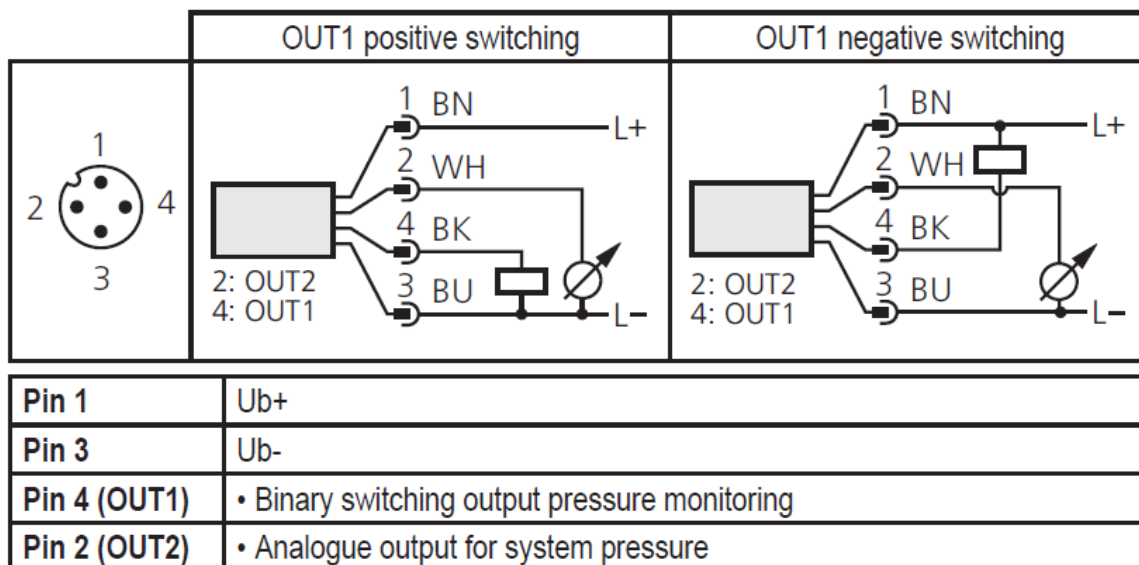 OUT1 positive switching
OUT1 negative switching
1
2
4
3
1 BN
L+
2 WH
4 BK
2: OUT2
3 BU
4: OUT1
L–
1 BN
L+
2 WH
4 BK
2: OUT2
3 BU
4: OUT1
L–
Pin 1 Ub+
Pin 3 Ub-
Pin 4 (OUT1) • Binary switching output pressure monitoring
Pin 2 (OUT2) • Analogue output for system pressure